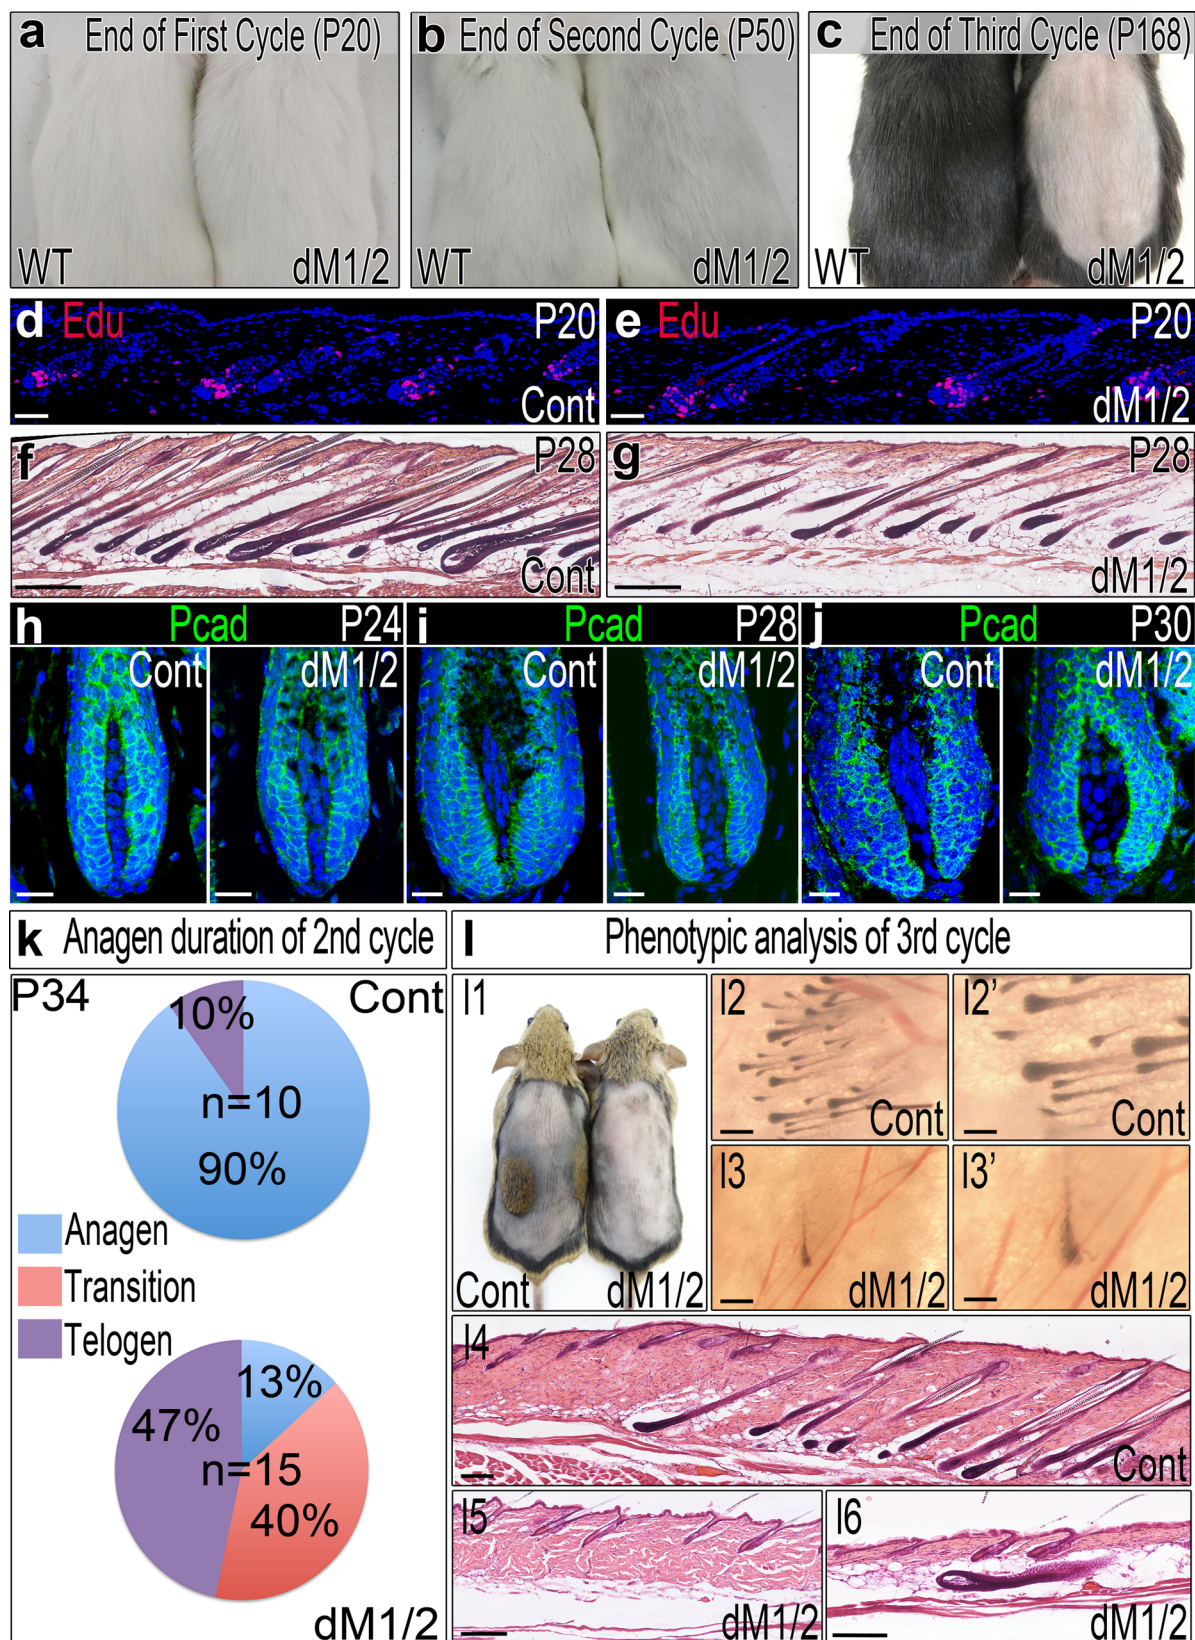 a End of First Cycle (P20)
WT dM1/2
b End of Second Cycle (P50)
WT dM1/2
c End of Third Cycle (P168)
WT dM1/2
d Edu P20
Cont
e Edu P20
dM1/2
f P28
Cont
g P28
dM1/2
h Pcad P24
Cont dM1/2
i Pcad P28
Cont dM1/2
j Pcad P30
Cont dM1/2
k Anagen duration of 2nd cycle
P34 Cont
10%
n=10
90%
Anagen
Transition
Telogen
13%
47%
n=15
40%
dM1/2
l Phenotypic analysis of 3rd cycle
l1
Cont dM1/2
l2
Cont
l2’
Cont
l3
dM1/2
l3’
dM1/2
l4
Cont
l5
dM1/2
l6
dM1/2